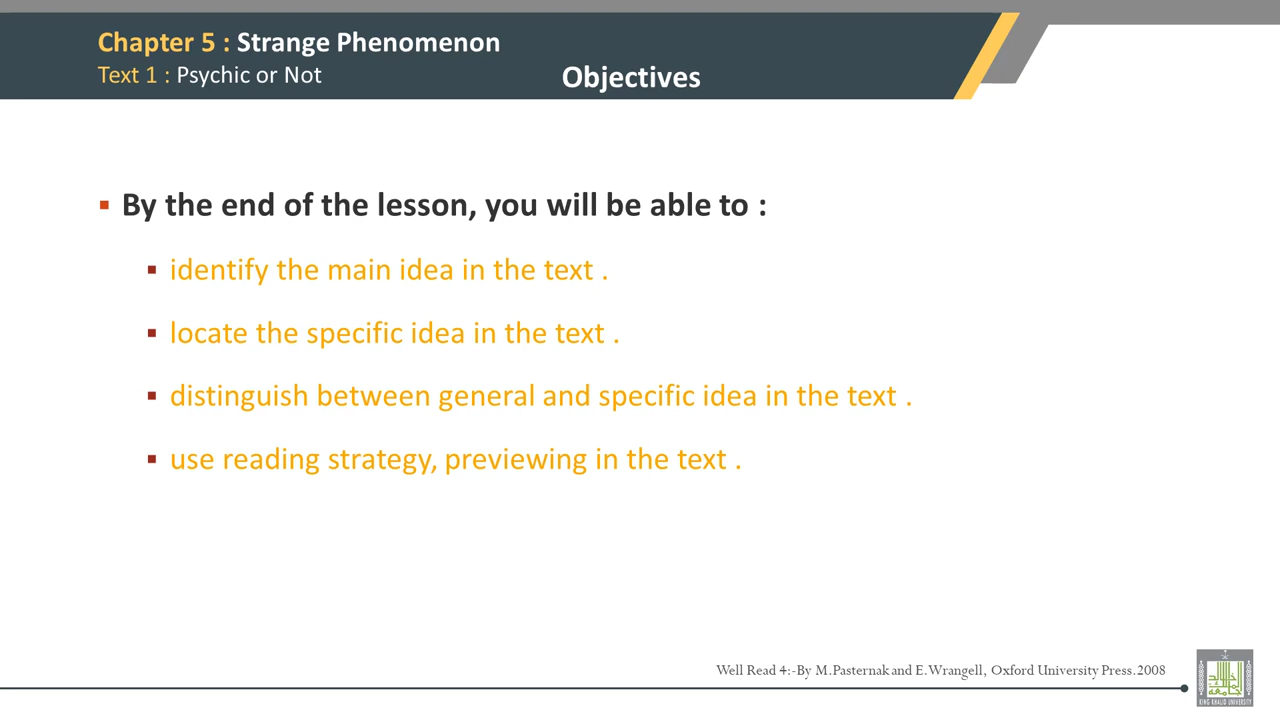 Chapter 5 : Strange Phenomenon
Text 1 : Psychic or Not
Objectives
By the end of the lesson, you will be able to :
identify the main idea in the text .
locate the specific idea in the text .
distinguish between general and specific idea in the text .
use reading strategy, previewing in the text .
Well Read 4:-By M.Pasternak and E.Wrangell, Oxford University Press.2008
KING KHALID UNIVERSITY